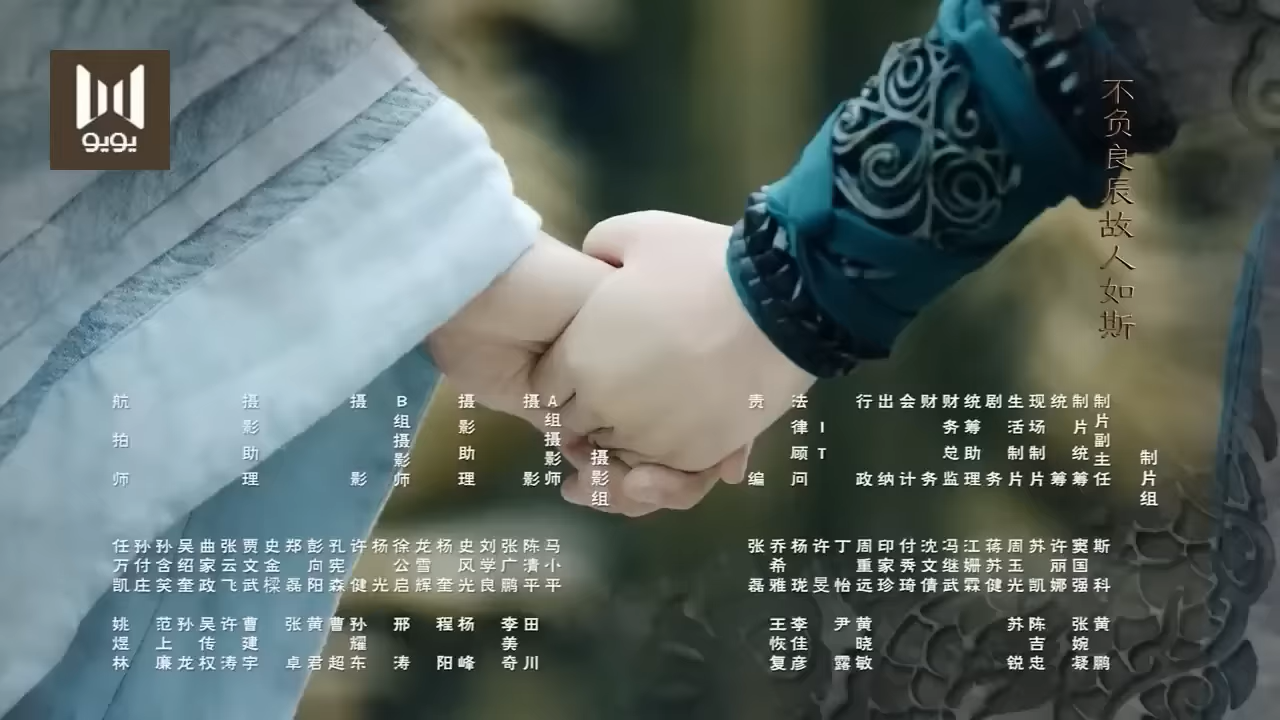 يويو
不负良辰故人如斯
制片组
制片副主任
斯科
黄鹏
制片统筹
窦国强
张婉凝
统筹
许丽娜
现场制片
苏凯
陈吉忠
生活制片
周王光
苏锐
剧务
蒋苏健
统筹助理
江姗霖
财务总监
冯继武
财务
沈文倩
会计
付秀琦
出纳
印家珍
行政
周重远
黄晓敏
丁怡
尹露
IT
许旻
法律顾问
杨珑
李佳彦
乔希雅
王恢复
责编
张磊
摄影组
A组摄影师
马小平
摄影
陈清平
田川
张广鹏
李美奇
刘学良
摄影助理
史风光
杨峰
杨奎
程阳
龙雪辉
B组摄影师
徐公启
邢涛
杨光
摄影
许健
孙耀东
孔宪森
曹超
彭向阳
黄君
郑磊
张卓
史金樑
摄影助理
贾文武
曹建宇
张云飞
许涛
曲家政
吴传权
吴绍奎
孙龙
孙含笑
范上廉
孙付庄
航拍师
任万凯
姚煜林